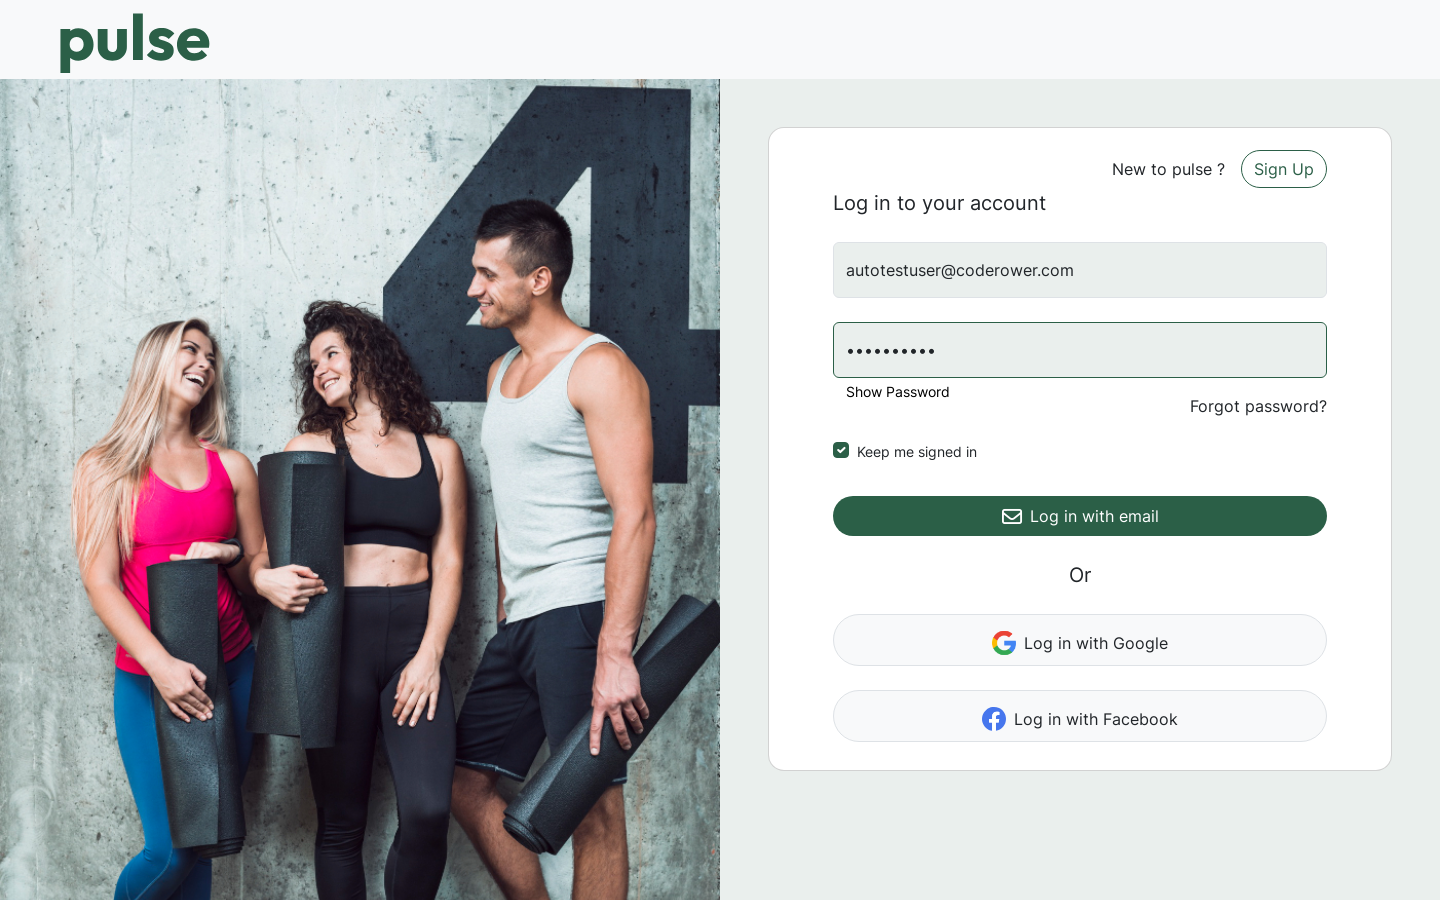 pulse
4
New to pulse ? Sign Up
Log in to your account
autotestuser@coderower.com
••••••••••
Show Password
Forgot password?
Keep me signed in
Log in with email
Or
Log in with Google
Log in with Facebook